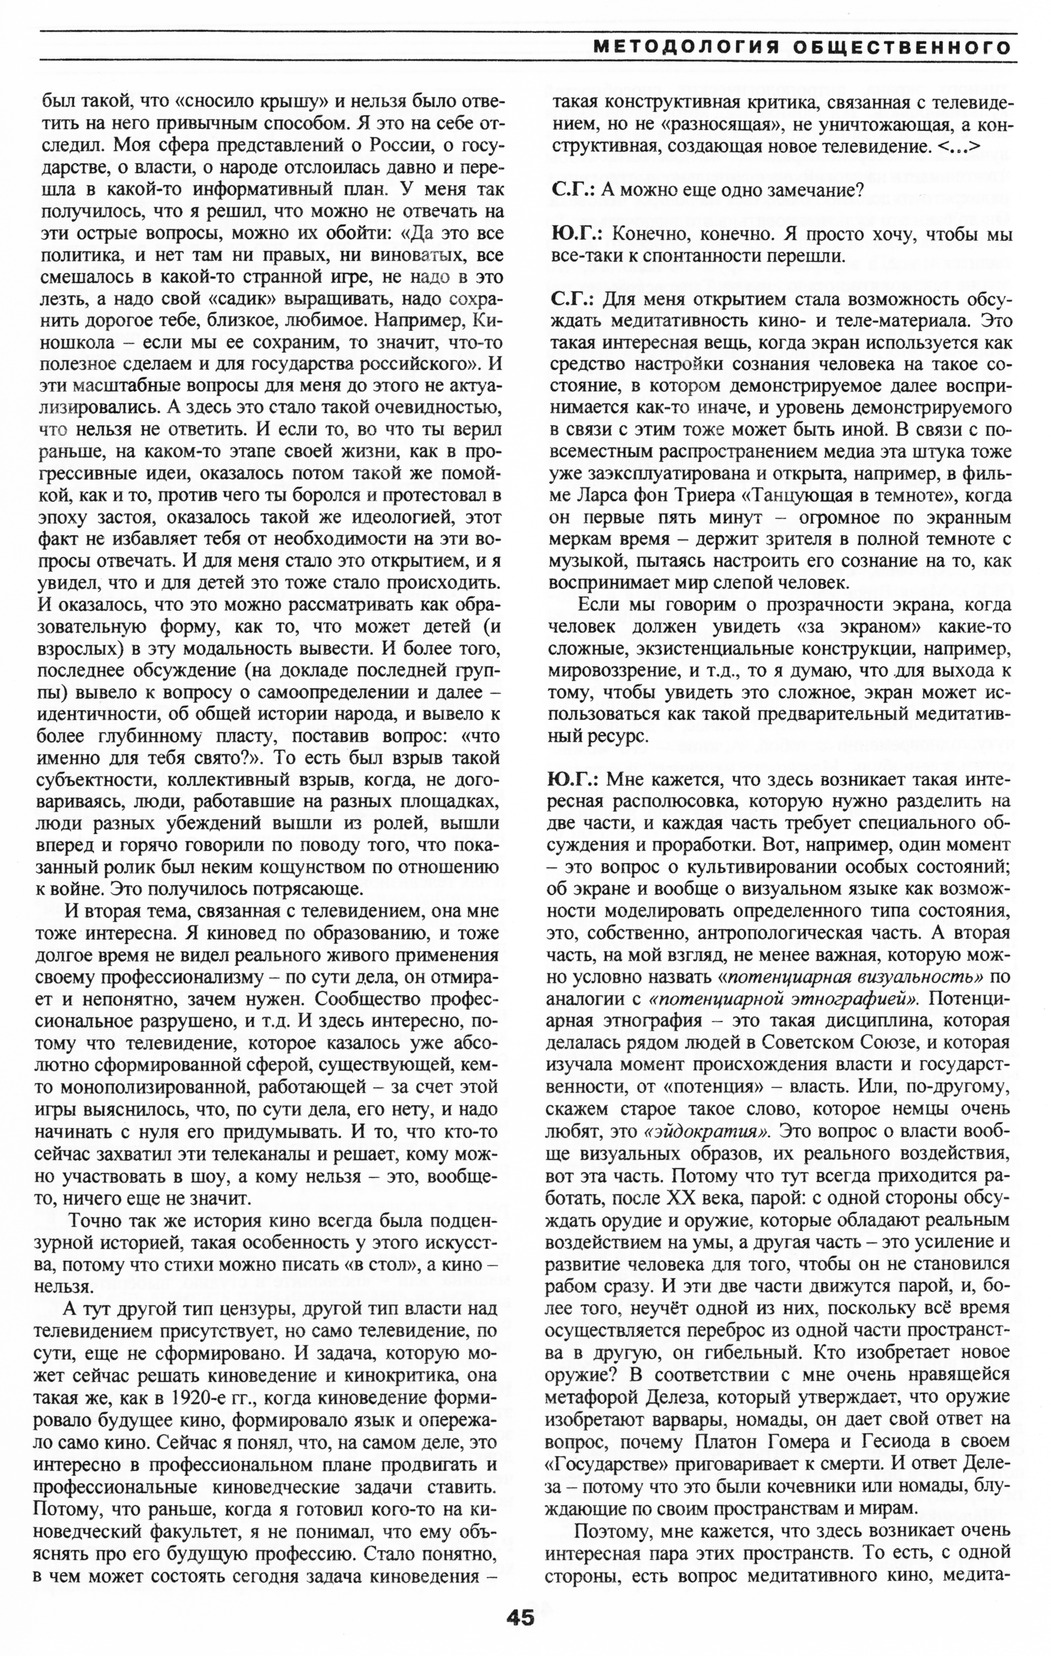 МЕТОДОЛОГИЯ ОБЩЕСТВЕННОГО
был такой, что «сносило крышу» и нельзя было отве-
тить на него привычным способом. Я это на себе от-
следил. Моя сфера представлений о России, о госу-
дарстве, о власти, о народе отслоилась давно и пере-
шла в какой-то информативный план. У меня так
получилось, что я решил, что можно не отвечать на
эти острые вопросы, можно их обойти: «Да это все
политика, и нет там ни правых, ни виноватых, все
смешалось в какой-то странной игре, не надо в это
лезть, а надо свой «садик» выращивать, надо сохра-
нить дорогое тебе, близкое, любимое. Например, Ки-
ношкола – если мы ее сохраним, то значит, что-то
полезное сделаем и для государства российского». И
эти масштабные вопросы для меня до этого не актуа-
лизировались. А здесь это стало такой очевидностью,
что нельзя не ответить. И если то, во что ты верил
раньше, на каком-то этапе своей жизни, как в про-
грессивные идеи, оказалось потом такой же помой-
кой, как и то, против чего ты боролся и протестовал в
эпоху застоя, оказалось такой же идеологией, этот
факт не избавляет тебя от необходимости на эти во-
просы отвечать. И для меня стало это открытием, и я
увидел, что и для детей это тоже стало происходить.
И оказалось, что это можно рассматривать как обра-
зовательную форму, как то, что может детей (и
взрослых) в эту модальность вывести. И более того,
последнее обсуждение (на докладе последней груп-
пы) вывело к вопросу о самоопределении и далее –
идентичности, об общей истории народа, и вывело к
более глубинному пласту, поставив вопрос: «что
именно для тебя свято?». То есть был взрыв такой
субъектности, коллективный взрыв, когда, не дого-
вариваясь, люди, работавшие на разных площадках,
люди разных убеждений вышли из ролей, вышли
вперед и горячо говорили по поводу того, что пока-
занный ролик был неким кощунством по отношению
к войне. Это получилось потрясающе.
И вторая тема, связанная с телевидением, она мне
тоже интересна. Я киновед по образованию, и тоже
долгое время не видел реального живого применения
своему профессионализму – по сути дела, он отмира-
ет и непонятно, зачем нужен. Сообщество профес-
сиональное разрушено, и т.д. И здесь интересно, по-
тому что телевидение, которое казалось уже абсо-
лютно сформированной сферой, существующей, кем-
то монополизированной, работающей – за счет этой
игры выяснилось, что, по сути дела, его нету, и надо
начинать с нуля его придумывать. И то, что кто-то
сейчас захватил эти телеканалы и решает, кому мож-
но участвовать в шоу, а кому нельзя – это, вообще-
то, ничего еще не значит.
Точно так же история кино всегда была подцен-
зурной историей, такая особенность у этого искусст-
ва, потому что стихи можно писать «в стол», а кино –
нельзя.
А тут другой тип цензуры, другой тип власти над
телевидением присутствует, но само телевидение, по
сути, еще не сформировано. И задача, которую мо-
жет сейчас решать киноведение и кинокритика, она
такая же, как в 1920-е гг., когда киноведение форми-
ровало будущее кино, формировало язык и опережа-
ло само кино. Сейчас я понял, что, на самом деле, это
интересно в профессиональном плане продвигать и
профессиональные киноведческие задачи ставить.
Потому, что раньше, когда я готовил кого-то на ки-
новедческий факультет, я не понимал, что ему объ-
яснять про его будущую профессию. Стало понятно,
в чем может состоять сегодня задача киноведения –
такая конструктивная критика, связанная с телевиде-
нием, но не «разносящая», не уничтожающая, а кон-
структивная, создающая новое телевидение. <...>
С.Г.: А можно еще одно замечание?
Ю.Г.: Конечно, конечно. Я просто хочу, чтобы мы
все-таки к спонтанности перешли.
С.Г.: Для меня открытием стала возможность обсу-
ждать медитативность кино- и теле-материала. Это
такая интересная вещь, когда экран используется как
средство настройки сознания человека на такое со-
стояние, в котором демонстрируемое далее воспри-
нимается как-то иначе, и уровень демонстрируемого
в связи с этим тоже может быть иной. В связи с по-
всеместным распространением медиа эта штука тоже
уже заэксплуатирована и открыта, например, в филь-
ме Ларса фон Триера «Танцующая в темноте», когда
он первые пять минут – огромное по экранным
меркам время – держит зрителя в полной темноте с
музыкой, пытаясь настроить его сознание на то, как
воспринимает мир слепой человек.
Если мы говорим о прозрачности экрана, когда
человек должен увидеть «за экраном» какие-то
сложные, экзистенциальные конструкции, например,
мировоззрение, и т.д., то я думаю, что для выхода к
тому, чтобы увидеть это сложное, экран может ис-
пользоваться как такой предварительный медитатив-
ный ресурс.
Ю.Г.: Мне кажется, что здесь возникает такая инте-
ресная располюсовка, которую нужно разделить на
две части, и каждая часть требует специального об-
суждения и проработки. Вот, например, один момент
– это вопрос о культивировании особых состояний;
об экране и вообще о визуальном языке как возмож-
ности моделировать определенного типа состояния,
это, собственно, антропологическая часть. А вторая
часть, на мой взгляд, не менее важная, которую мож-
но условно назвать «потенциарная визуальность» по
аналогии с «потенциарной этнографией». Потенци-
арная этнография – это такая дисциплина, которая
делалась рядом людей в Советском Союзе, и которая
изучала момент происхождения власти и государст-
венности, от «потенция» – власть. Или, по-другому,
скажем старое такое слово, которое немцы очень
любят, это «эйдократия». Это вопрос о власти вооб-
ще визуальных образов, их реального воздействия,
вот эта часть. Потому что тут всегда приходится ра-
ботать, после XX века, парой: с одной стороны обсу-
ждать орудие и оружие, которые обладают реальным
воздействием на умы, а другая часть – это усиление и
развитие человека для того, чтобы он не становился
рабом сразу. И эти две части движутся парой, и, бо-
лее того, неучёт одной из них, поскольку всё время
осуществляется переброс из одной части пространст-
ва в другую, он гибельный. Кто изобретает новое
оружие? В соответствии с мне очень нравящейся
метафорой Делеза, который утверждает, что оружие
изобретают варвары, номады, он дает свой ответ на
вопрос, почему Платон Гомера и Гесиода в своем
«Государстве» приговаривает к смерти. И ответ Деле-
за – потому что это были кочевники или номады, блу-
ждающие по своим пространствам и мирам.
Поэтому, мне кажется, что здесь возникает очень
интересная пара этих пространств. То есть, с одной
стороны, есть вопрос медитативного кино, медита-
45